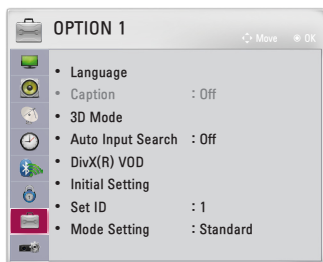 OPTION 1
Move OK
• Language
• Caption : Off
• 3D Mode
• Auto Input Search : Off
• DivX(R) VOD
• Initial Setting
• Set ID : 1
• Mode Setting : Standard